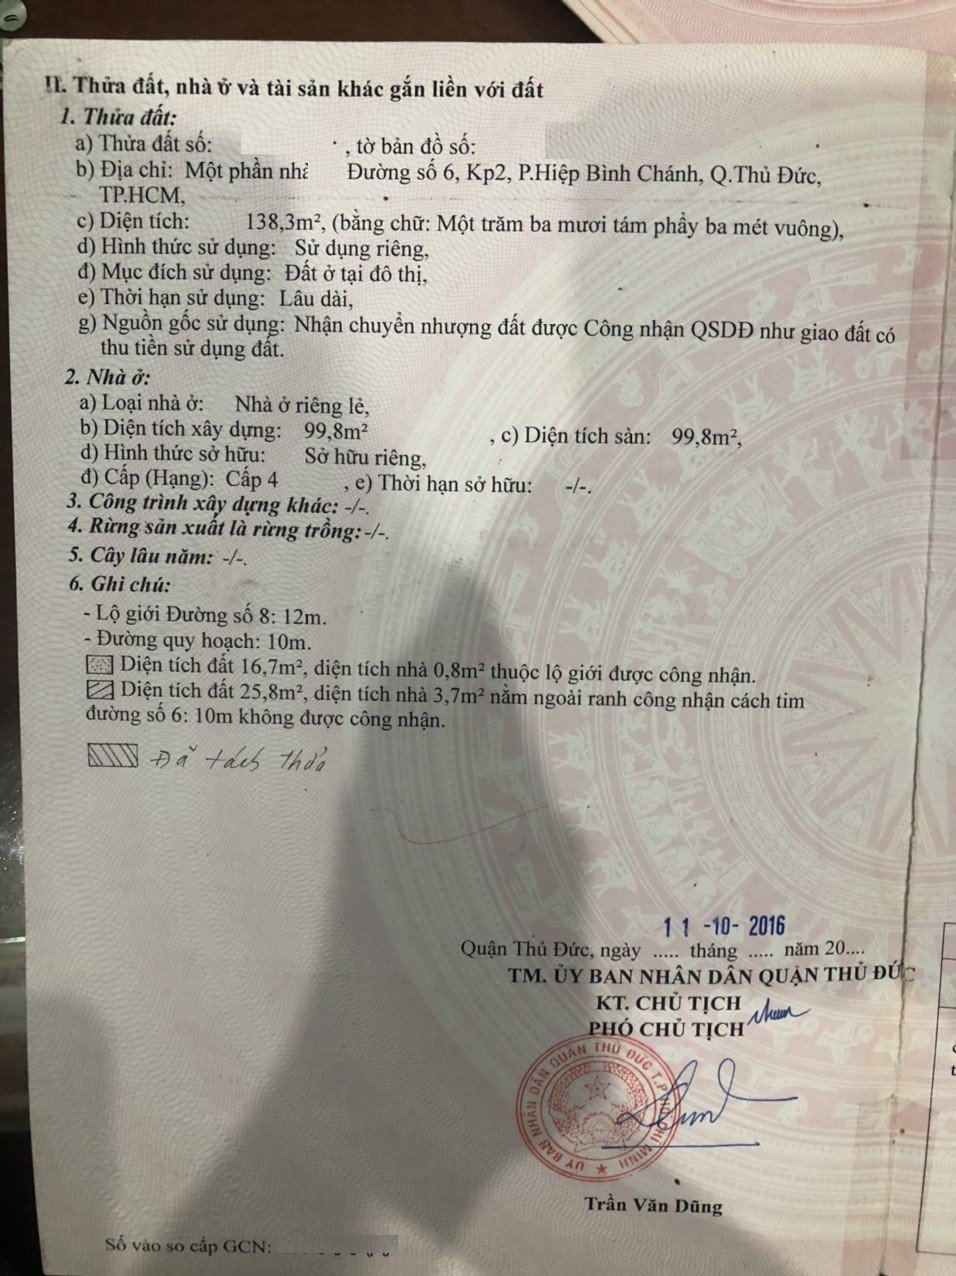 II. Thửa đất, nhà ở và tài sản khác gắn liền với đất
1. Thửa đất:
a) Thửa đất số: , tờ bản đồ số:
b) Địa chỉ: Một phần nhà Đường số 6, Kp2, P.Hiệp Bình Chánh, Q.Thủ Đức,
TP.HCM,
c) Diện tích: 138,3m², (bằng chữ: Một trăm ba mươi tám phẩy ba mét vuông),
d) Hình thức sử dụng: Sử dụng riêng,
đ) Mục đích sử dụng: Đất ở tại đô thị,
e) Thời hạn sử dụng: Lâu dài,
g) Nguồn gốc sử dụng: Nhận chuyển nhượng đất được Công nhận QSDĐ như giao đất có
thu tiền sử dụng đất.
2. Nhà ở:
a) Loại nhà ở: Nhà ở riêng lẻ,
b) Diện tích xây dựng: 99,8m² , c) Diện tích sàn: 99,8m²,
d) Hình thức sở hữu: Sở hữu riêng,
đ) Cấp (Hạng): Cấp 4 , e) Thời hạn sở hữu: -/-.
3. Công trình xây dựng khác: -/-.
4. Rừng sản xuất là rừng trồng: -/-.
5. Cây lâu năm: -/-.
6. Ghi chú:
- Lộ giới Đường số 8: 12m.
- Đường quy hoạch: 10m.
Diện tích đất 16,7m², diện tích nhà 0,8m² thuộc lộ giới được công nhận.
Diện tích đất 25,8m², diện tích nhà 3,7m² nằm ngoài ranh công nhận cách tim
đường số 6: 10m không được công nhận.
Đã tách thửa
11 -10- 2016
Quận Thủ Đức, ngày ..... tháng ..... năm 20....
TM. ỦY BAN NHÂN DÂN QUẬN THỦ ĐỨC
KT. CHỦ TỊCH
PHÓ CHỦ TỊCH
ỦY BAN NHÂN DÂN QUẬN THỦ ĐỨC T.P HỒ CHÍ MINH
Trần Văn Dũng
Số vào sổ cấp GCN: